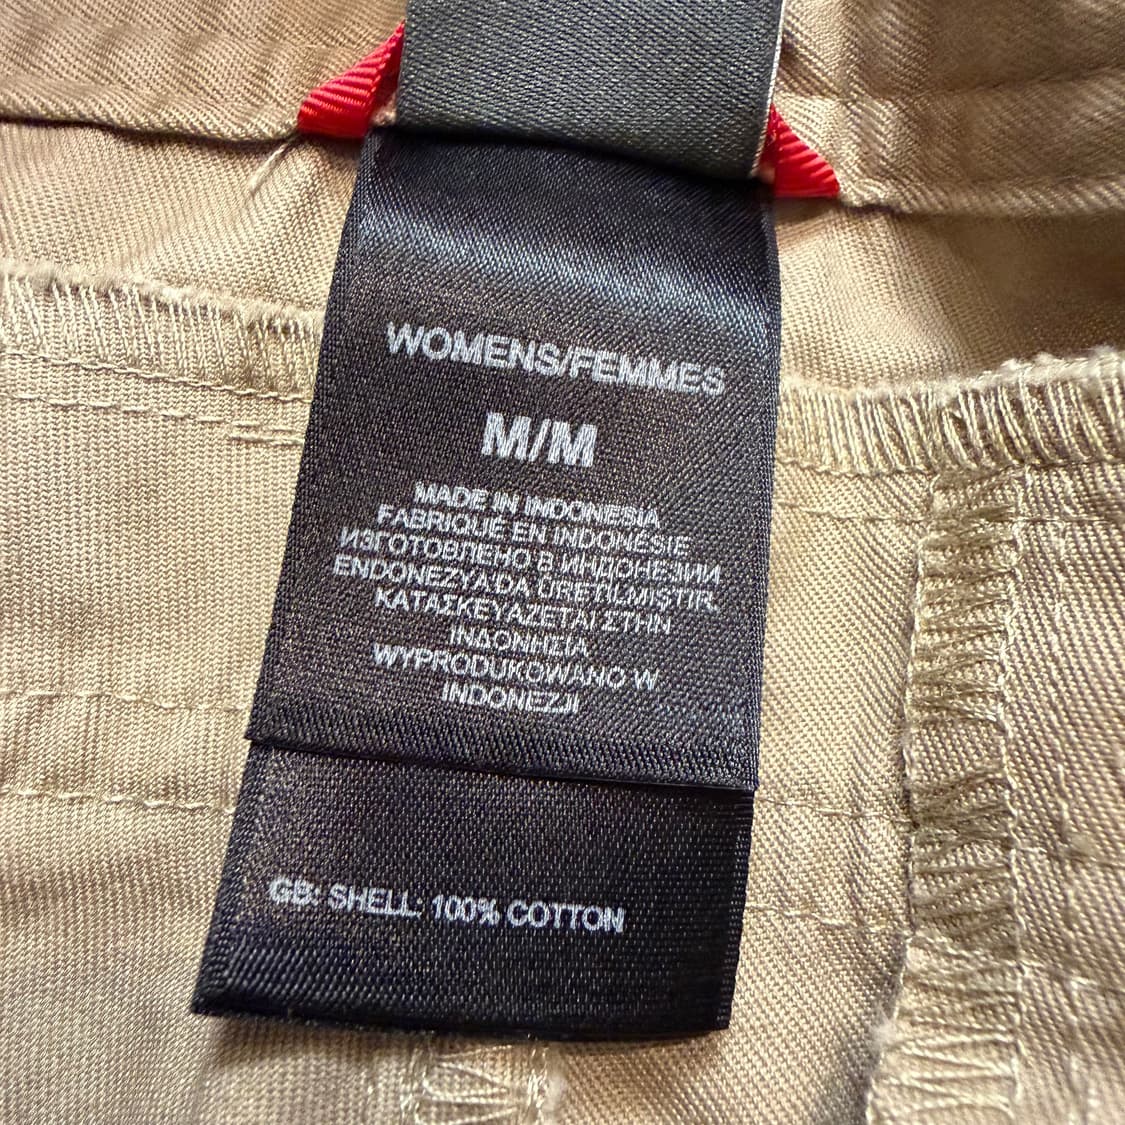 WOMENS/FEMMES
M/M
MADE IN INDONESIA
FABRIQUÉ EN INDONÉSIE
ИЗГОТОВЛЕНО В ИНДОНЕЗИИ
ENDONEZYA DA ÜRETILMIŞTIR
ΚΑΤΑΣΚΕΥΑΖΕΤΑΙ ΣΤΗΝ
ΙΝΔΟΝΗΣΙΑ
WYPRODUKOWANO W
INDONEZJI
GB: SHELL: 100% COTTON